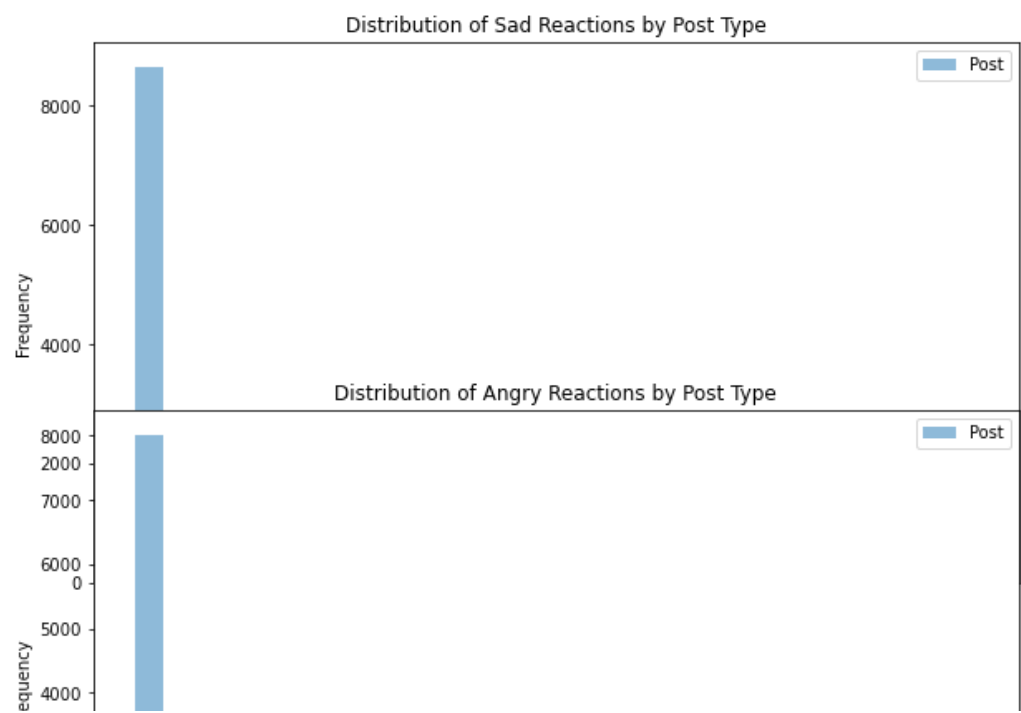 Distribution of Sad Reactions by Post Type
Post
8000
6000
Frequency
4000
Distribution of Angry Reactions by Post Type
Post
8000
2000
7000
6000
0
5000
equency
4000